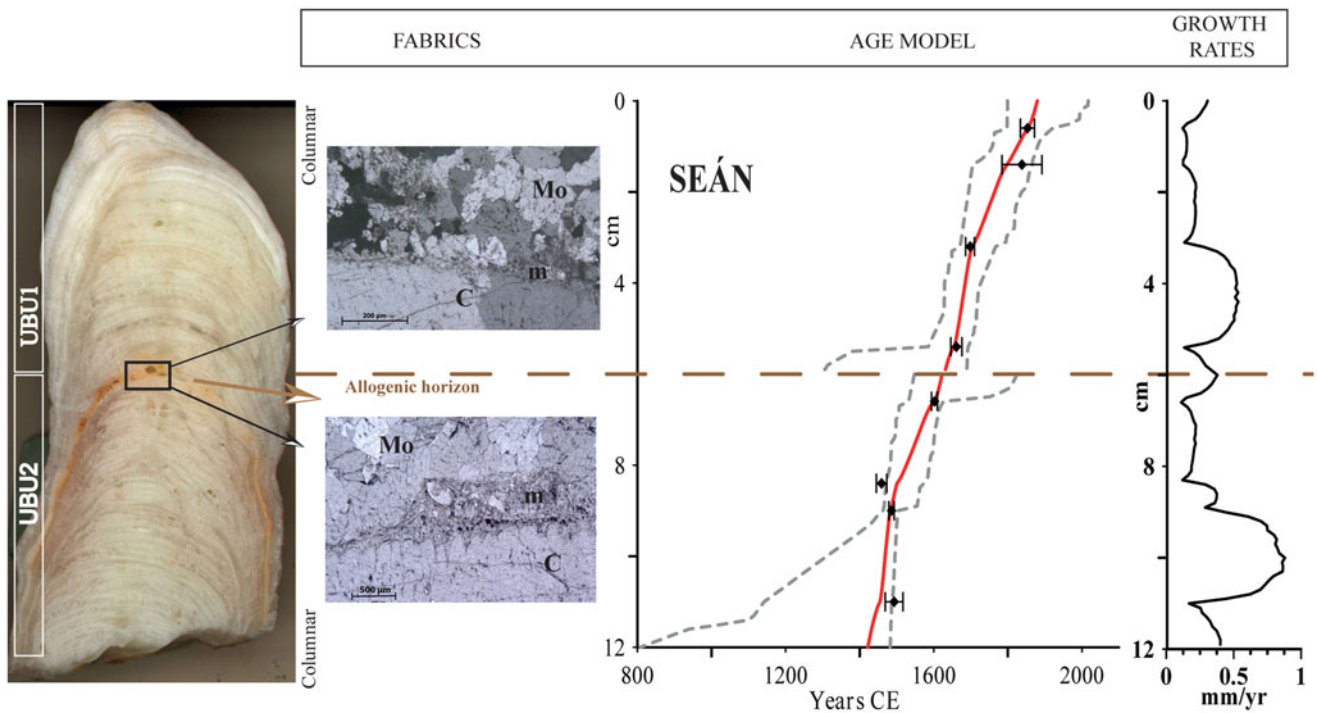 FABRICS
AGE MODEL
GROWTH
RATES
UBU1
UBU2
Columnar
Columnar
Mo
m
C
200 µm
Allogenic horizon
Mo
m
C
500 µm
SEÁN
0
4
8
12
cm
800
1200
1600
2000
Years CE
0
4
8
12
cm
0
0.5
1
mm/yr